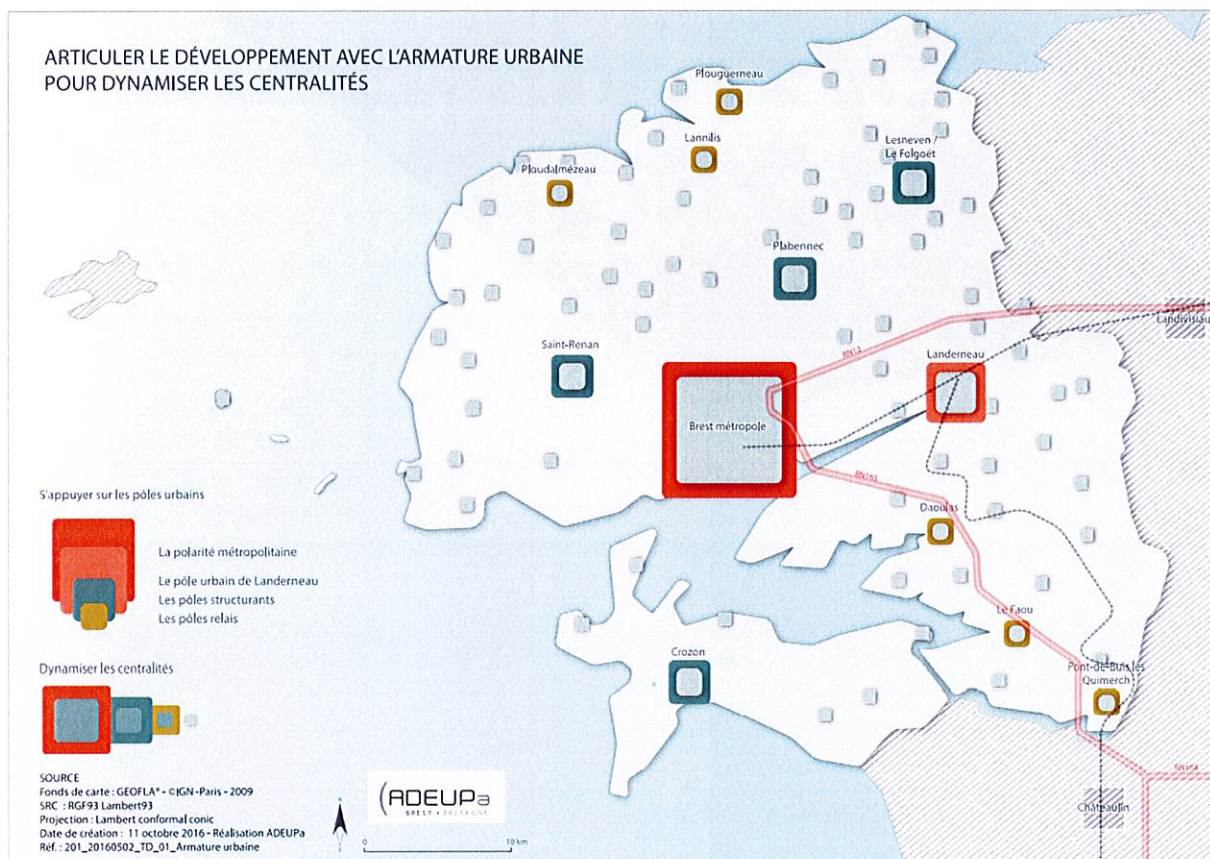 ARTICULER LE DÉVELOPPEMENT AVEC L'ARMATURE URBAINE
POUR DYNAMISER LES CENTRALITÉS
Plouguerneau
Lannilis
Lesneven /
Le Folgoët
Ploudalmézeau
Plabennec
Landivisiau
RN12
Saint-Renan
Landerneau
Brest métropole
RN165
Daoulas
S'appuyer sur les pôles urbains
La polarité métropolitaine
Le pôle urbain de Landerneau
Les pôles structurants
Les pôles relais
Le Faou
Crozon
Pont-de-Buis lès
Quimerch
Dynamiser les centralités
RN164
Châteaulin
SOURCE
Fonds de carte : GEOFLA® - ©IGN - Paris - 2009
SRC : RGF93 Lambert93
Projection : Lambert conformal conic
Date de création : 11 octobre 2016 - Réalisation ADEUPa
Réf. : 201_20160502_TD_01_Armature urbaine
ADEUPa
BREST • BRETAGNE
0 10 km